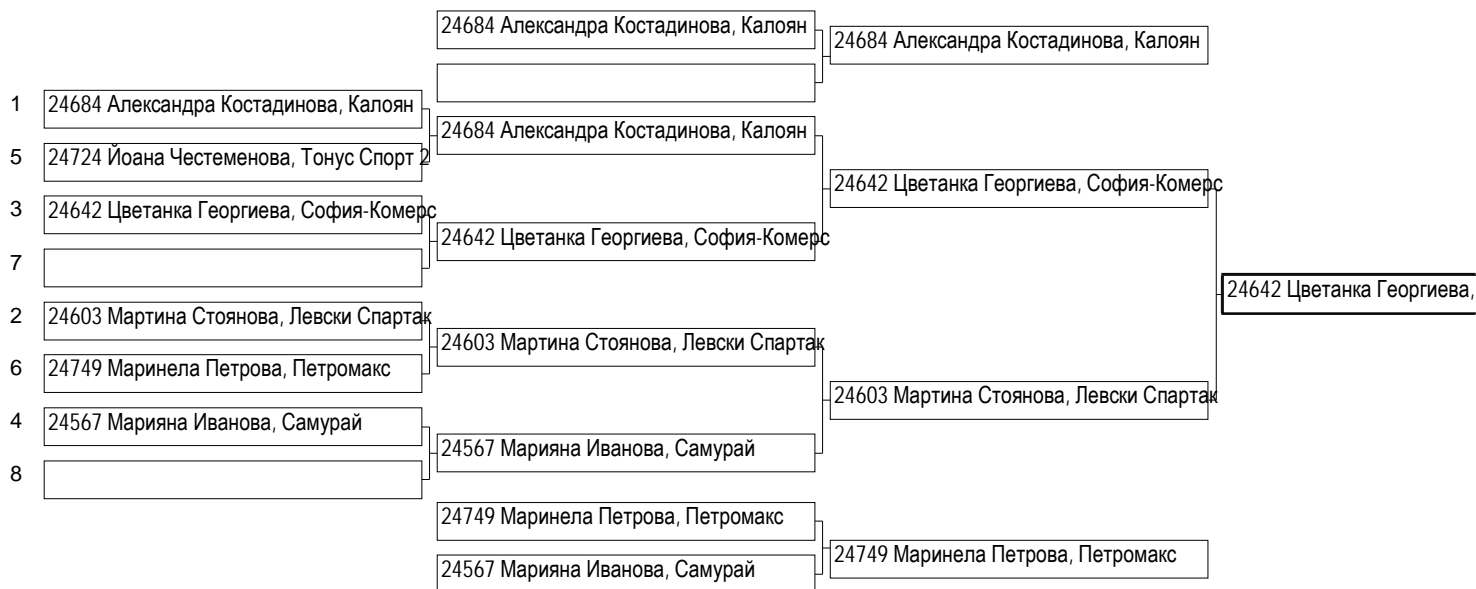 24684 Александра Костадинова, Калоян
24684 Александра Костадинова, Калоян
1 24684 Александра Костадинова, Калоян
24684 Александра Костадинова, Калоян
5 24724 Йоана Честеменова, Тонус Спорт 2
24642 Цветанка Георгиева, София-Комерс
3 24642 Цветанка Георгиева, София-Комерс
24642 Цветанка Георгиева, София-Комерс
7
24642 Цветанка Георгиева,
2 24603 Мартина Стоянова, Левски Спартак
24603 Мартина Стоянова, Левски Спартак
6 24749 Маринела Петрова, Петромакс
24603 Мартина Стоянова, Левски Спартак
4 24567 Марияна Иванова, Самурай
24567 Марияна Иванова, Самурай
8
24749 Маринела Петрова, Петромакс
24749 Маринела Петрова, Петромакс
24567 Марияна Иванова, Самурай